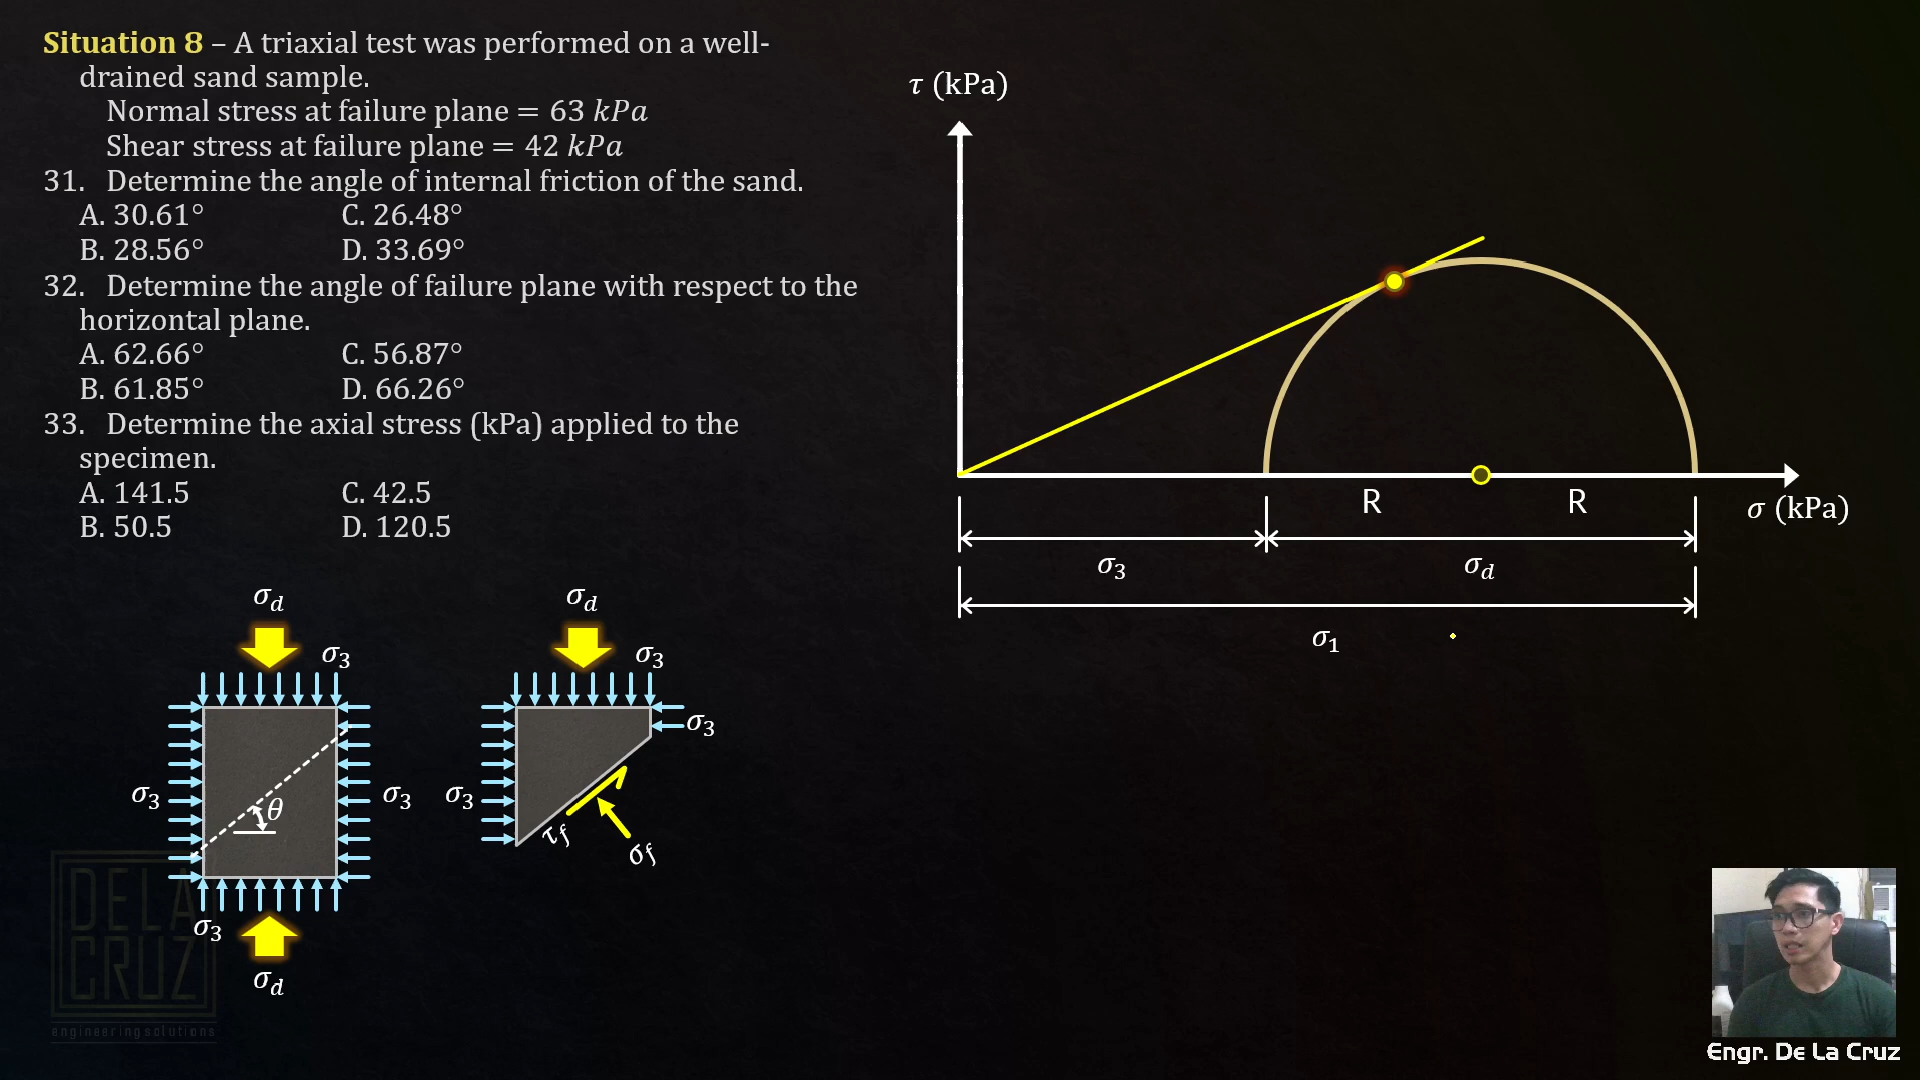 Situation 8 – A triaxial test was performed on a well-
drained sand sample.
Normal stress at failure plane = 63 kPa
Shear stress at failure plane = 42 kPa
31. Determine the angle of internal friction of the sand.
A. 30.61° C. 26.48°
B. 28.56° D. 33.69°
32. Determine the angle of failure plane with respect to the
horizontal plane.
A. 62.66° C. 56.87°
B. 61.85° D. 66.26°
33. Determine the axial stress (kPa) applied to the
specimen.
A. 141.5 C. 42.5
B. 50.5 D. 120.5
τ (kPa)
R R
σ (kPa)
σ3 σd
σ1
σd σd
σ3 σ3
σ3
σ3 θ σ3 σ3
τf
σf
σ3
σd
DELA
CRUZ
engineering solutions
Engr. De La Cruz